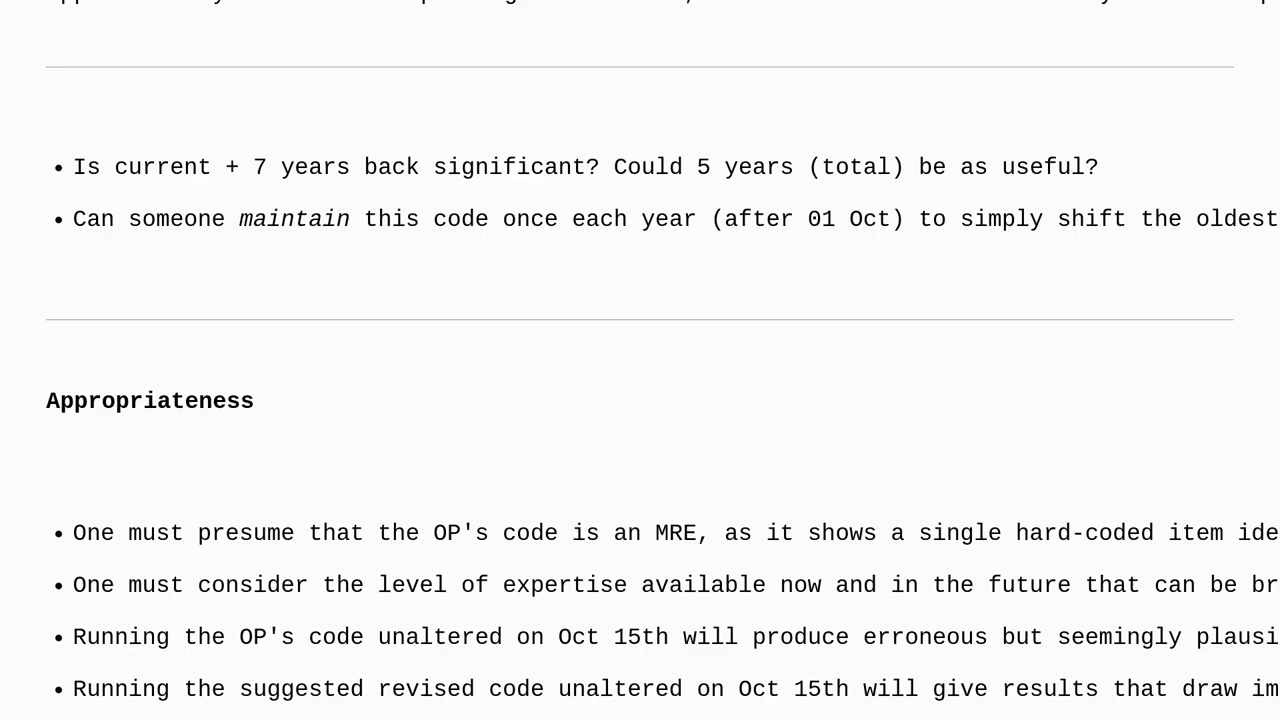 Is current + 7 years back significant? Could 5 years (total) be as useful?
Can someone maintain this code once each year (after 01 Oct) to simply shift the oldest
Appropriateness
One must presume that the OP's code is an MRE, as it shows a single hard-coded item
One must consider the level of expertise available now and in the future that can be
Running the OP's code unaltered on Oct 15th will produce erroneous but seemingly
Running the suggested revised code unaltered on Oct 15th will give results that draw